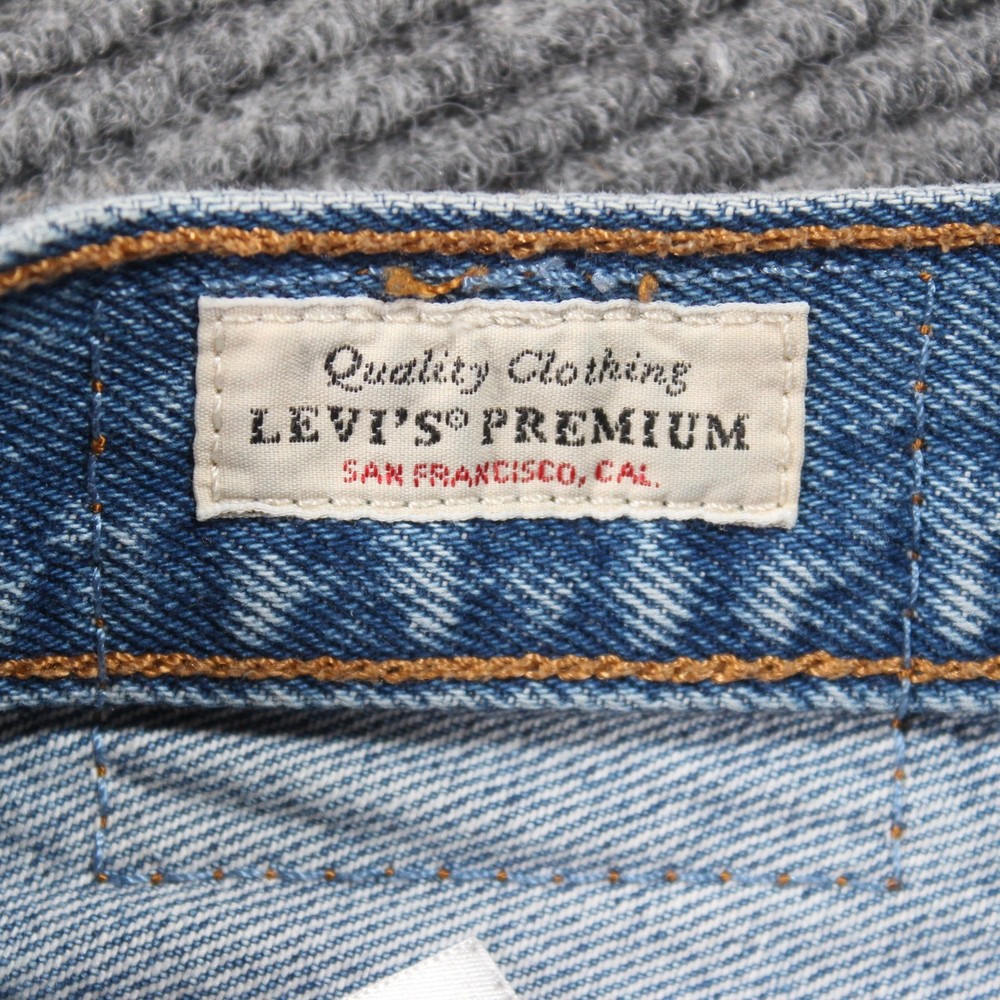 Quality Clothing
LEVI'S® PREMIUM
SAN FRANCISCO, CAL.